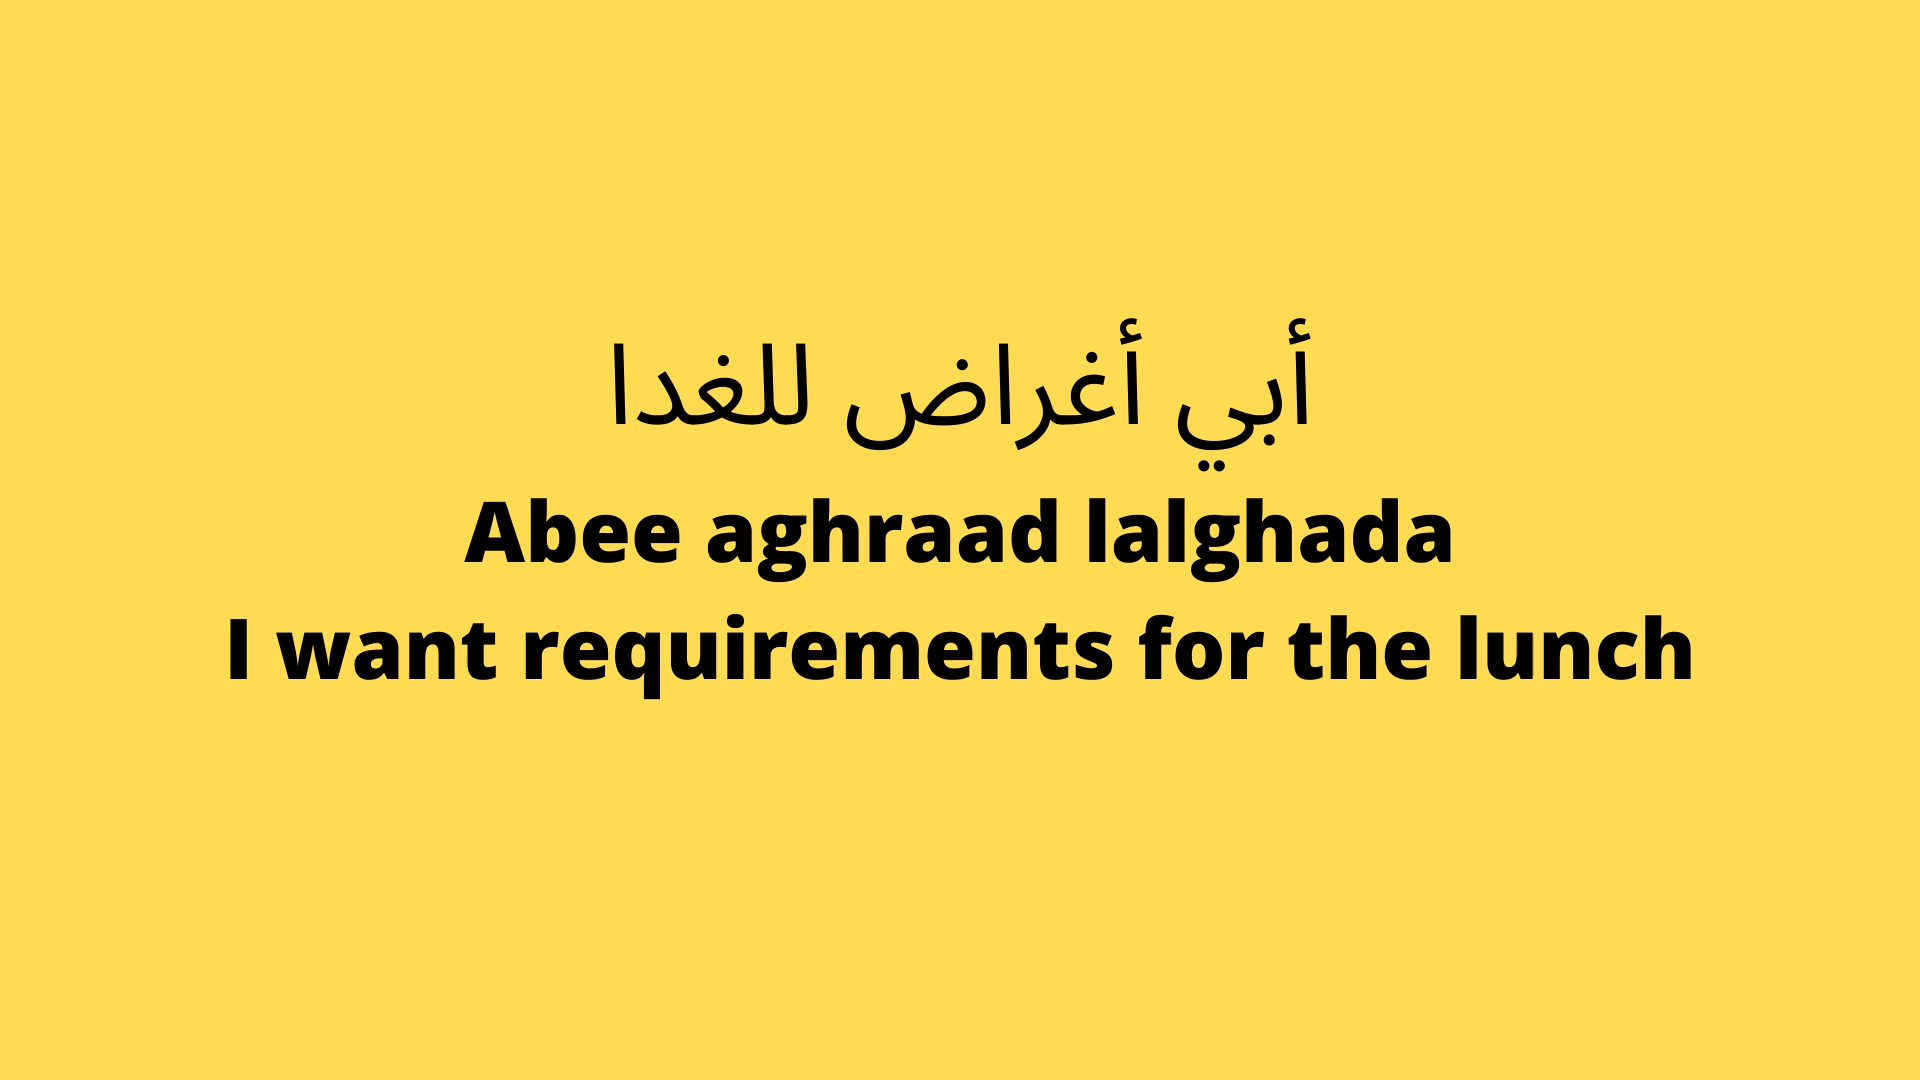 أبي أغراض للغدا
Abee aghraad lalghada
I want requirements for the lunch